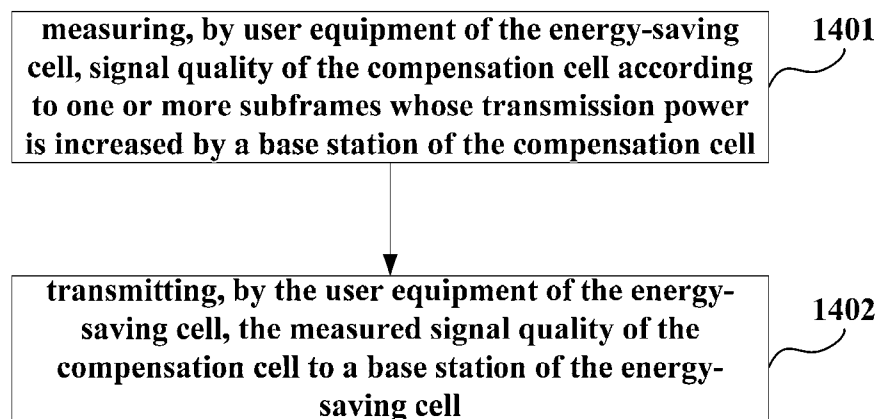 measuring, by user equipment of the energy-saving
cell, signal quality of the compensation cell according
to one or more subframes whose transmission power
is increased by a base station of the compensation cell
1401
transmitting, by the user equipment of the energy-
saving cell, the measured signal quality of the
compensation cell to a base station of the energy-
saving cell
1402